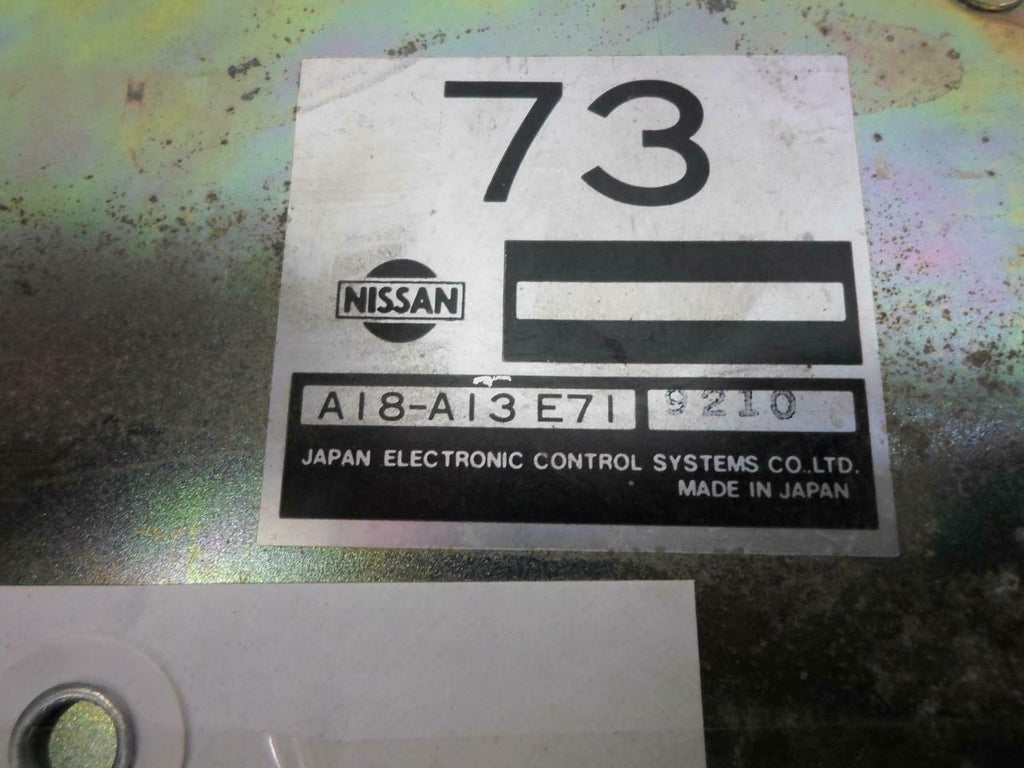 73
NISSAN
A18-A13 E71 9210
JAPAN ELECTRONIC CONTROL SYSTEMS CO.,LTD.
MADE IN JAPAN